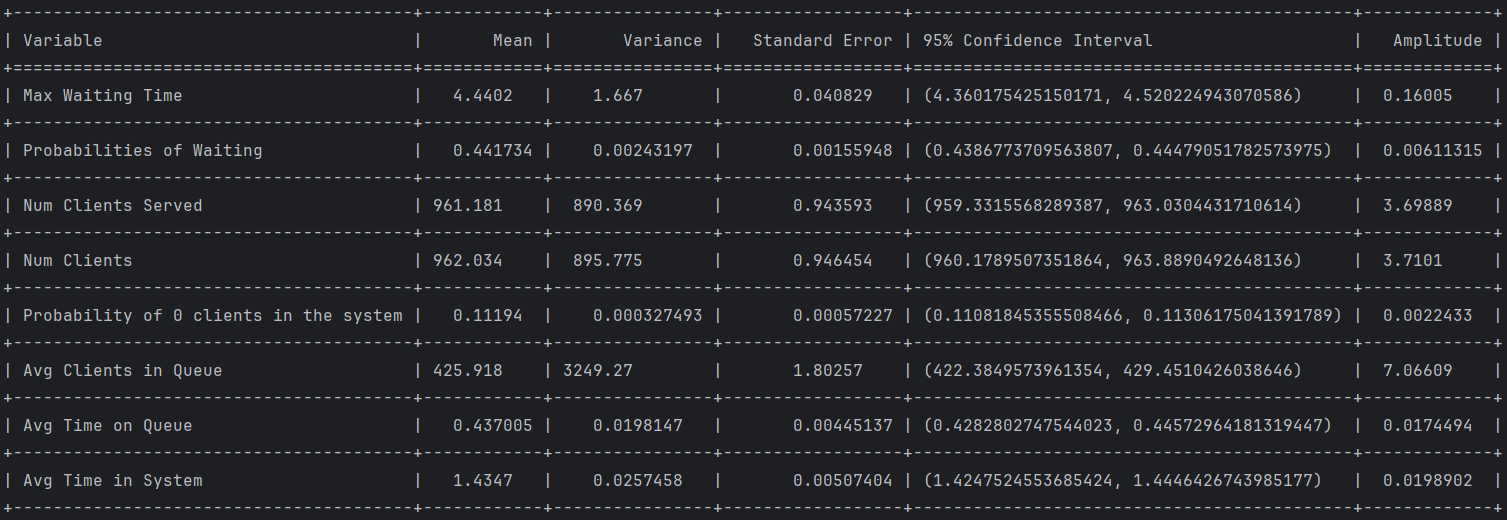 +----------------------------------------+------------+----------------+------------------+--------------------------------------------+-------------+
| Variable                               |       Mean |       Variance |   Standard Error | 95% Confidence Interval                    |   Amplitude |
+========================================+============+================+==================+============================================+=============+
| Max Waiting Time                       |   4.4402   |    1.667       |       0.040829   | (4.360175425150171, 4.520224943070586)     |  0.16005    |
+----------------------------------------+------------+----------------+------------------+--------------------------------------------+-------------+
| Probabilities of Waiting               |   0.441734 |    0.00243197  |       0.00155948 | (0.4386773709563807, 0.44479051782573975)  |  0.00611315 |
+----------------------------------------+------------+----------------+------------------+--------------------------------------------+-------------+
| Num Clients Served                     | 961.181    |  890.369       |       0.943593   | (959.3315568289387, 963.0304431710614)     |  3.69889    |
+----------------------------------------+------------+----------------+------------------+--------------------------------------------+-------------+
| Num Clients                            | 962.034    |  895.775       |       0.946454   | (960.1789507351864, 963.8890492648136)     |  3.7101     |
+----------------------------------------+------------+----------------+------------------+--------------------------------------------+-------------+
| Probability of 0 clients in the system |   0.11194  |    0.000327493 |       0.00057227 | (0.11081845355508466, 0.11306175041391789) |  0.0022433  |
+----------------------------------------+------------+----------------+------------------+--------------------------------------------+-------------+
| Avg Clients in Queue                   | 425.918    | 3249.27        |       1.80257    | (422.3849573961354, 429.4510426038646)     |  7.06609    |
+----------------------------------------+------------+----------------+------------------+--------------------------------------------+-------------+
| Avg Time on Queue                      |   0.437005 |    0.0198147   |       0.00445137 | (0.4282802747544023, 0.44572964181319447)  |  0.0174494  |
+----------------------------------------+------------+----------------+------------------+--------------------------------------------+-------------+
| Avg Time in System                     |   1.4347   |    0.0257458   |       0.00507404 | (1.4247524553685424, 1.4446426743985177)   |  0.0198902  |
+----------------------------------------+------------+----------------+------------------+--------------------------------------------+-------------+